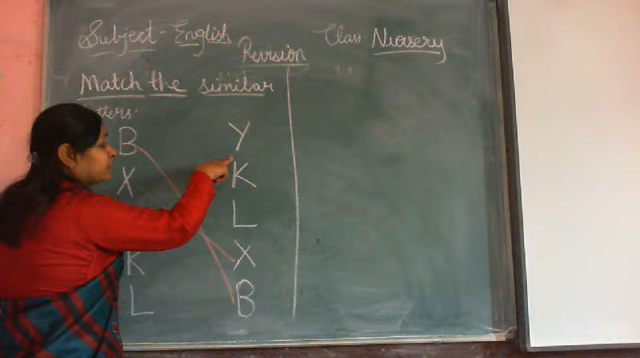 Subject - English
Class Nursery
Revision
Match the similar
B Y
X K
L
K X
L B